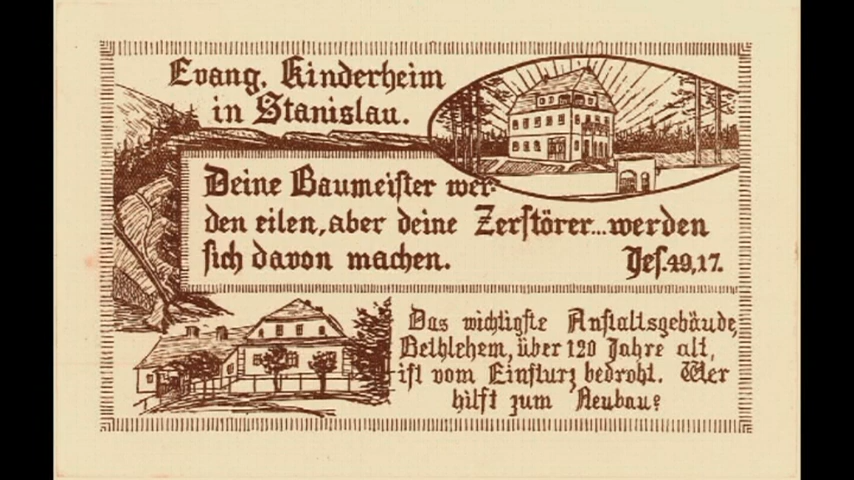 Evang. Kinderheim
in Stanislau.
Deine Baumeister wer-
den eilen, aber deine Zerstörer...werden
sich davon machen. Jes. 49,17.
Das wichtigste Anstaltsgebäude,
Bethlehem, über 120 Jahre alt,
ist vom Einsturz bedroht. Wer
hilft zum Neubau?